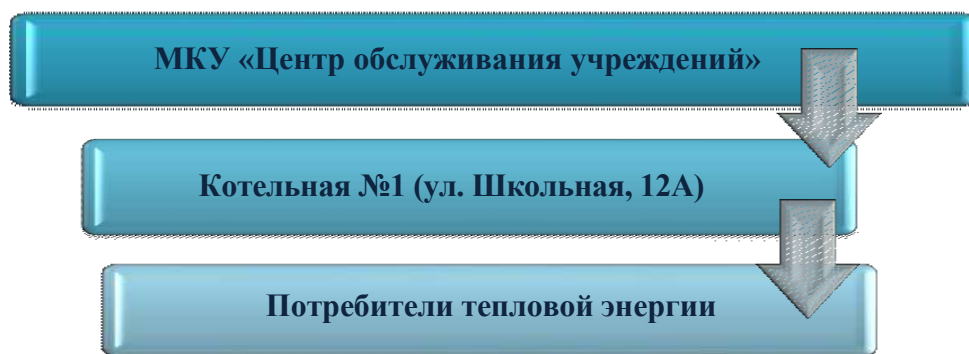 МКУ «Центр обслуживания учреждений»
Котельная №1 (ул. Школьная, 12А)
Потребители тепловой энергии